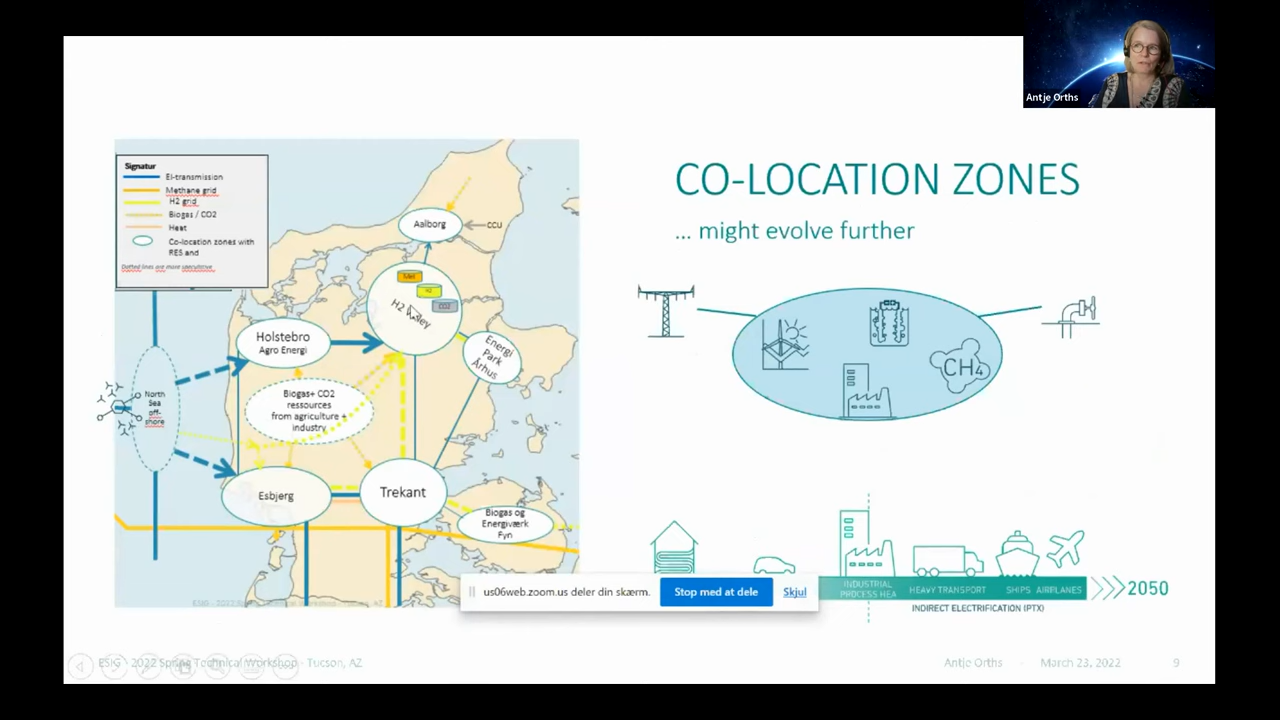 Antje Orths
Signatur
El-transmission
Methane grid
H2 grid
Biogas / CO2
Heat
Co-location zones with
RES and
Dotted lines are more speculative
CO-LOCATION ZONES
... might evolve further
Aalborg
CCU
H2
CO2
H2
Holstebro
Agro Energi
Energi
Park
Århus
North
Sea
off-
shore
Biogas+ CO2
ressources
from agriculture +
industry
Esbjerg
Trekant
Biogas og
Energiværk
Fyn
CH4
us06web.zoom.us deler din skærm.
Stop med at dele
Skjul
INDUSTRIAL
PROCESS HEA
HEAVY TRANSPORT
SHIPS
AIRPLANES
2050
INDIRECT ELECTRIFICATION (PTX)
ESIG - 2022 Spring Technical Workshop - Tucson, AZ
Antje Orths
March 23, 2022
9